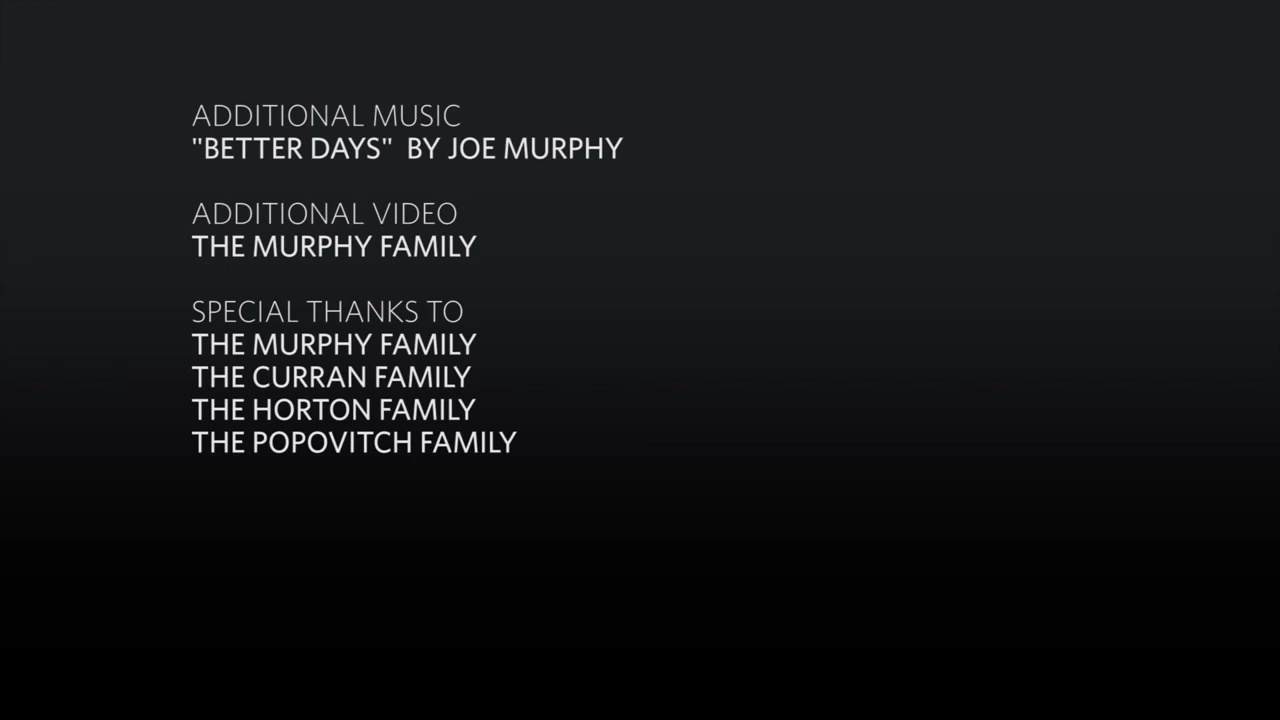 ADDITIONAL MUSIC
"BETTER DAYS" BY JOE MURPHY
ADDITIONAL VIDEO
THE MURPHY FAMILY
SPECIAL THANKS TO
THE MURPHY FAMILY
THE CURRAN FAMILY
THE HORTON FAMILY
THE POPOVITCH FAMILY